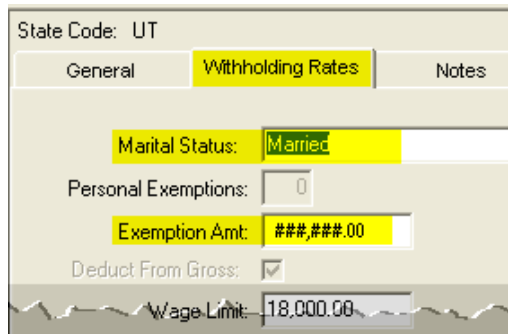 State Code: UT
General Withholding Rates Notes
Marital Status: Married
Personal Exemptions: 0
Exemption Amt: ###,###.00
Deduct From Gross:
Wage Limit: 18,000.00